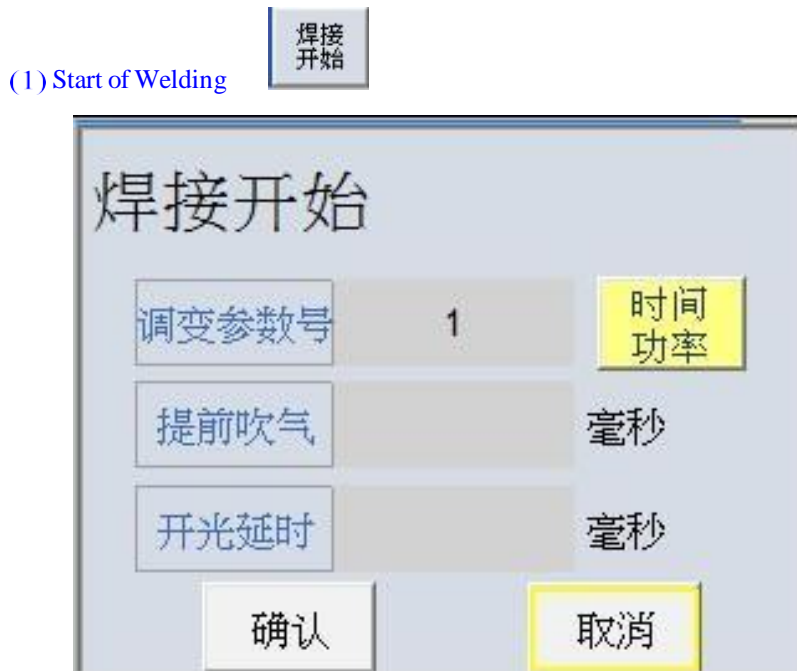 焊接
开始
(1) Start of Welding
焊接开始
调变参数号 1 时间
功率
提前吹气 毫秒
开光延时 毫秒
确认 取消